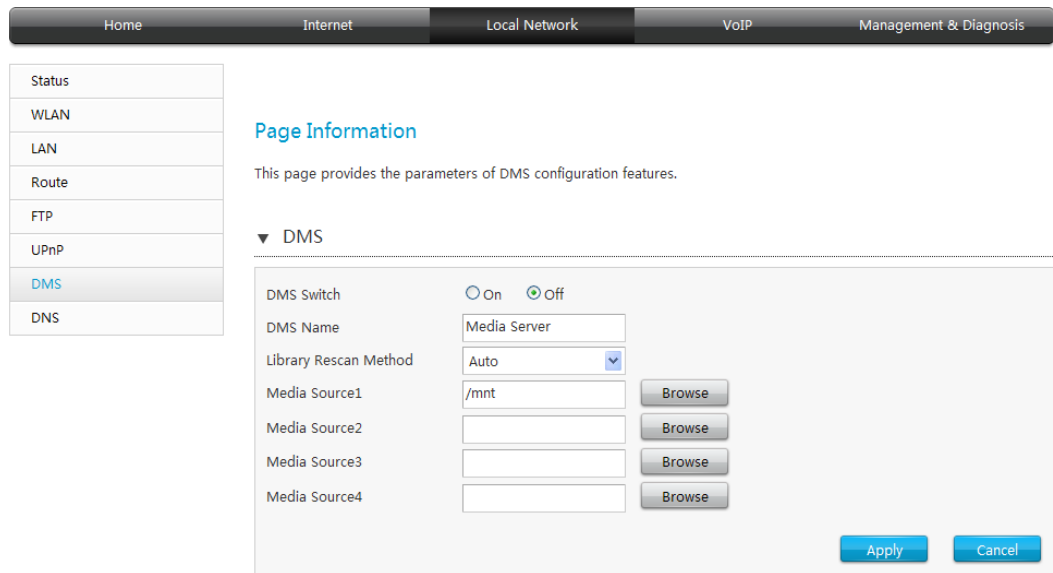 Home Internet Local Network VoIP Management & Diagnosis
Status
WLAN
LAN
Route
FTP
UPnP
DMS
DNS
Page Information
This page provides the parameters of DMS configuration features.
▼ DMS
DMS Switch On Off
DMS Name Media Server
Library Rescan Method Auto
Media Source1 /mnt Browse
Media Source2 Browse
Media Source3 Browse
Media Source4 Browse
Apply Cancel